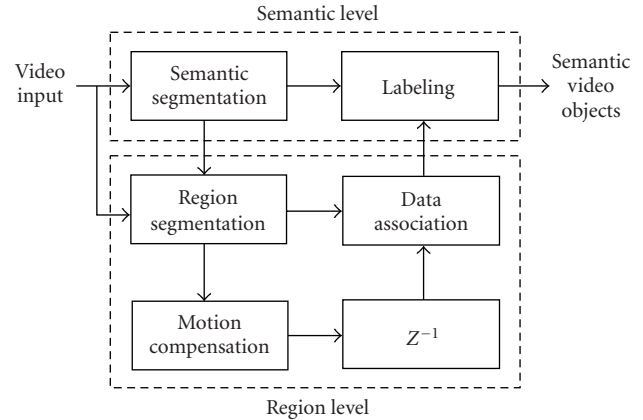 Semantic level
Video
input
Semantic
segmentation
Labeling
Semantic
video
objects
Region
segmentation
Data
association
Motion
compensation
Z⁻¹
Region level